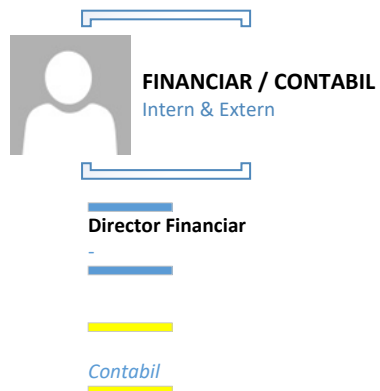 FINANCIAR / CONTABIL
Intern & Extern
Director Financiar
-
Contabil